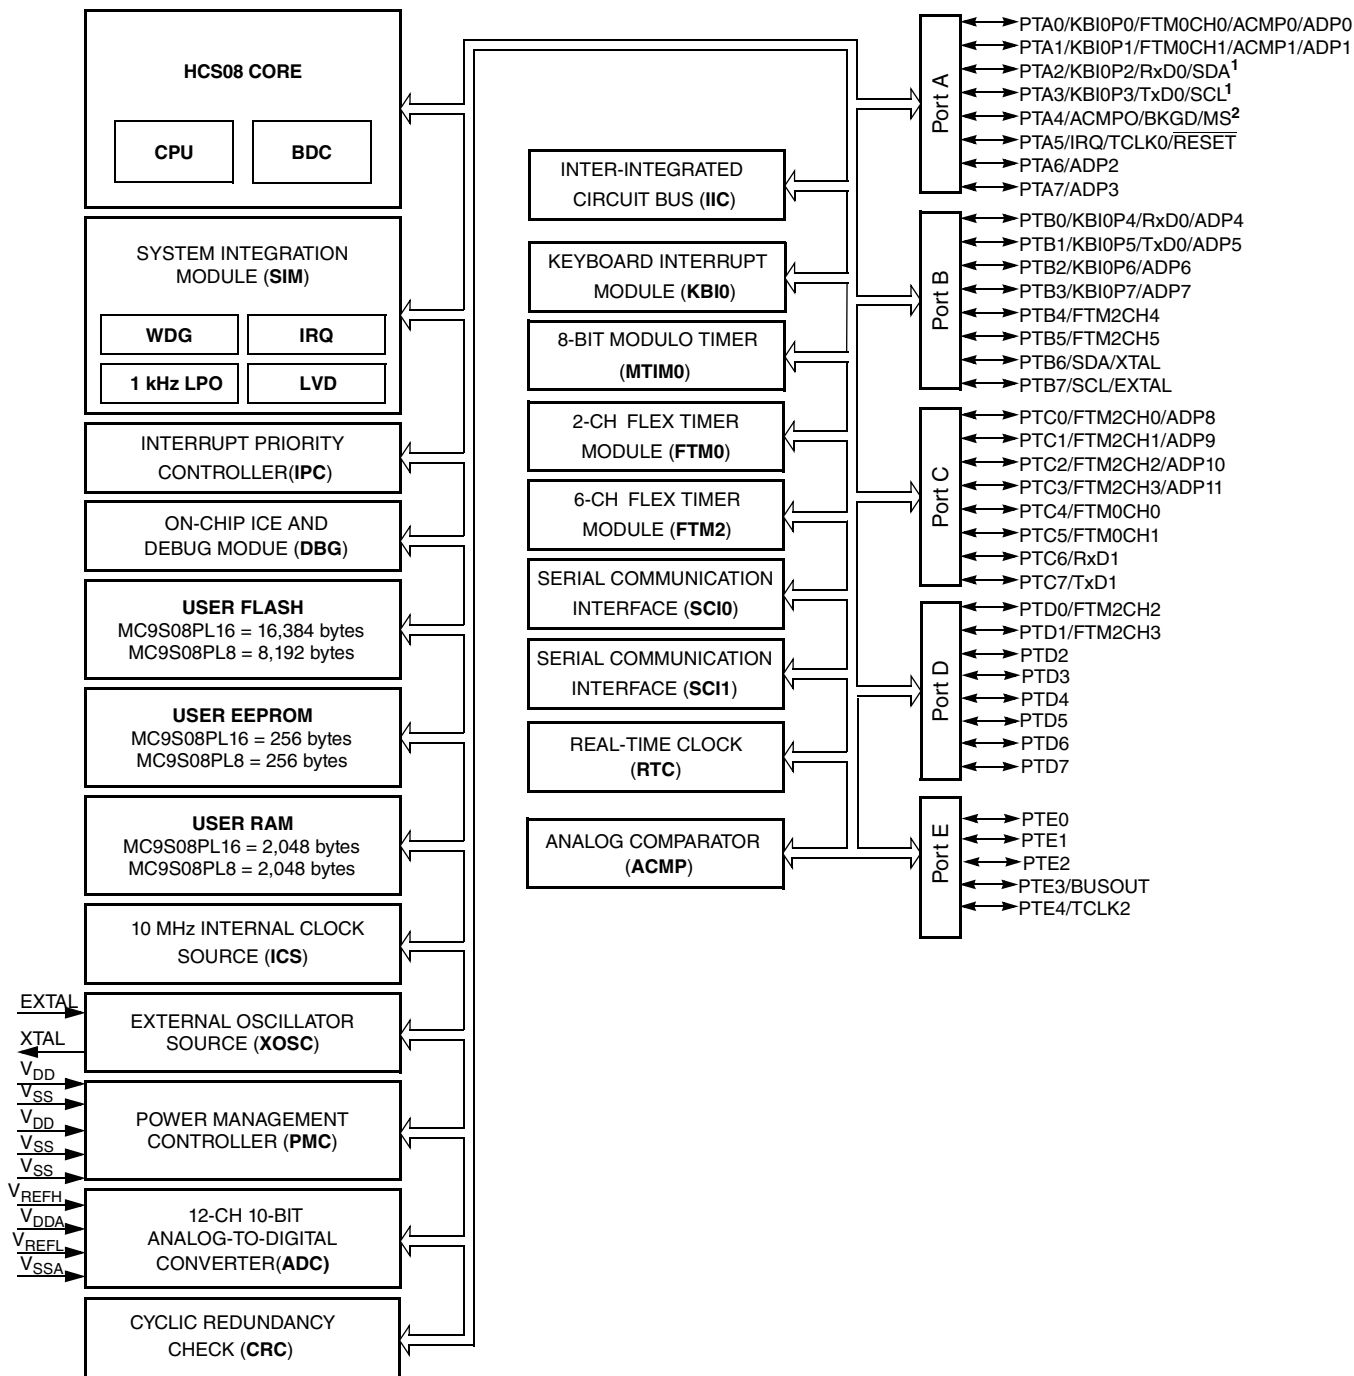 HCS08 CORE
CPU
BDC
SYSTEM INTEGRATION
MODULE (SIM)
WDG
IRQ
1 kHz LPO
LVD
INTERRUPT PRIORITY
CONTROLLER(IPC)
ON-CHIP ICE AND
DEBUG MODUE (DBG)
USER FLASH
MC9S08PL16 = 16,384 bytes
MC9S08PL8 = 8,192 bytes
USER EEPROM
MC9S08PL16 = 256 bytes
MC9S08PL8 = 256 bytes
USER RAM
MC9S08PL16 = 2,048 bytes
MC9S08PL8 = 2,048 bytes
10 MHz INTERNAL CLOCK
SOURCE (ICS)
EXTAL
XTAL
EXTERNAL OSCILLATOR
SOURCE (XOSC)
VDD
VSS
VDD
VSS
VSS
POWER MANAGEMENT
CONTROLLER (PMC)
VREFH
VDDA
VREFL
VSSA
12-CH 10-BIT
ANALOG-TO-DIGITAL
CONVERTER(ADC)
CYCLIC REDUNDANCY
CHECK (CRC)
INTER-INTEGRATED
CIRCUIT BUS (IIC)
KEYBOARD INTERRUPT
MODULE (KBI0)
8-BIT MODULO TIMER
(MTIM0)
2-CH FLEX TIMER
MODULE (FTM0)
6-CH FLEX TIMER
MODULE (FTM2)
SERIAL COMMUNICATION
INTERFACE (SCI0)
SERIAL COMMUNICATION
INTERFACE (SCI1)
REAL-TIME CLOCK
(RTC)
ANALOG COMPARATOR
(ACMP)
Port A
PTA0/KBI0P0/FTM0CH0/ACMP0/ADP0
PTA1/KBI0P1/FTM0CH1/ACMP1/ADP1
PTA2/KBI0P2/RxD0/SDA1
PTA3/KBI0P3/TxD0/SCL1
PTA4/ACMPO/BKGD/MS2
PTA5/IRQ/TCLK0/RESET
PTA6/ADP2
PTA7/ADP3
Port B
PTB0/KBI0P4/RxD0/ADP4
PTB1/KBI0P5/TxD0/ADP5
PTB2/KBI0P6/ADP6
PTB3/KBI0P7/ADP7
PTB4/FTM2CH4
PTB5/FTM2CH5
PTB6/SDA/XTAL
PTB7/SCL/EXTAL
Port C
PTC0/FTM2CH0/ADP8
PTC1/FTM2CH1/ADP9
PTC2/FTM2CH2/ADP10
PTC3/FTM2CH3/ADP11
PTC4/FTM0CH0
PTC5/FTM0CH1
PTC6/RxD1
PTC7/TxD1
Port D
PTD0/FTM2CH2
PTD1/FTM2CH3
PTD2
PTD3
PTD4
PTD5
PTD6
PTD7
Port E
PTE0
PTE1
PTE2
PTE3/BUSOUT
PTE4/TCLK2